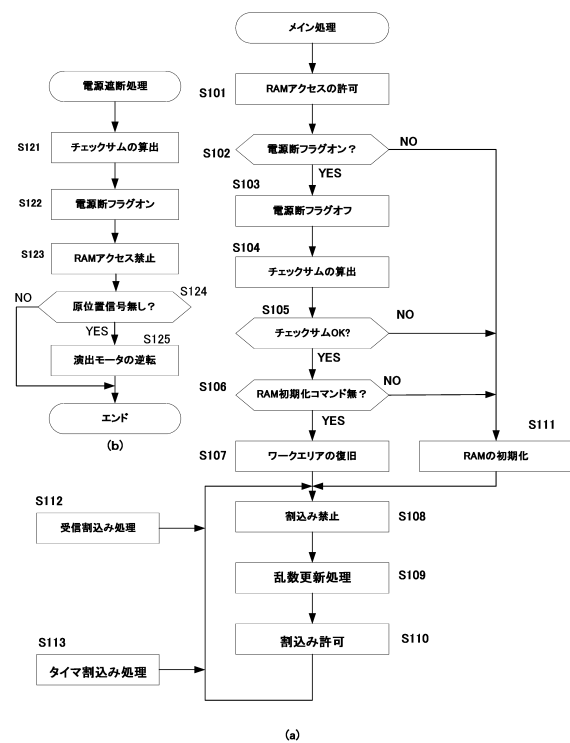 メイン処理
S101
RAMアクセスの許可
S102
電源断フラグオン？
NO
YES
S103
電源断フラグオフ
S104
チェックサムの算出
S105
チェックサムOK?
NO
YES
S106
RAM初期化コマンド無？
NO
YES
S107
ワークエリアの復旧
S111
RAMの初期化
S112
受信割込み処理
割込み禁止
S108
乱数更新処理
S109
S113
タイマ割込み処理
割込み許可
S110
(a)
電源遮断処理
S121
チェックサムの算出
S122
電源断フラグオン
S123
RAMアクセス禁止
S124
NO
原位置信号無し？
YES
S125
演出モータの逆転
エンド
(b)